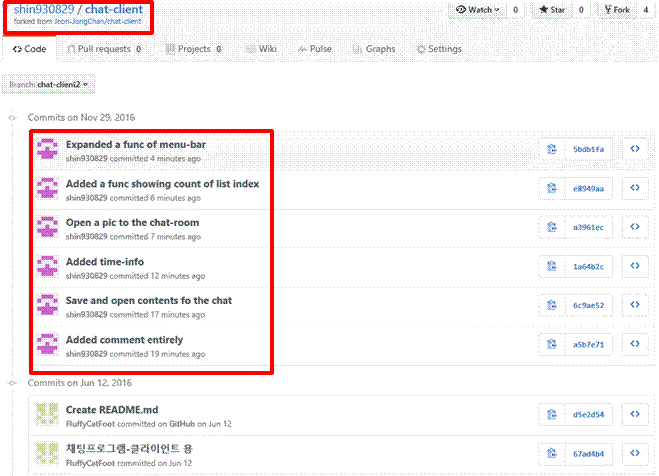 shin930829 / chat-client
forked from Jeon-JongChan/chat-client
Watch 0 Star 0 Fork 4
Code Pull requests 0 Projects 0 Wiki Pulse Graphs Settings
Branch: chat-clieni2
Commits on Nov 29, 2016
Expanded a func of menu-bar
shin930829 committed 4 minutes ago
5bdb1fa
Added a func showing count of list index
shin930829 committed 6 minutes ago
e8949aa
Open a pic to the chat-room
shin930829 committed 7 minutes ago
a3961ec
Added time-info
shin930829 committed 12 minutes ago
1a64b2c
Save and open contents fo the chat
shin930829 committed 17 minutes ago
6c9ae52
Added comment entirely
shin930829 committed 19 minutes ago
a5b7e71
Commits on Jun 12, 2016
Create README.md
FluffyCatFoot committed on GitHub on Jun 12
d5e2d54
채팅프로그램-클라이언트 용
FluffyCatFoot committed on Jun 12
67ad4b4